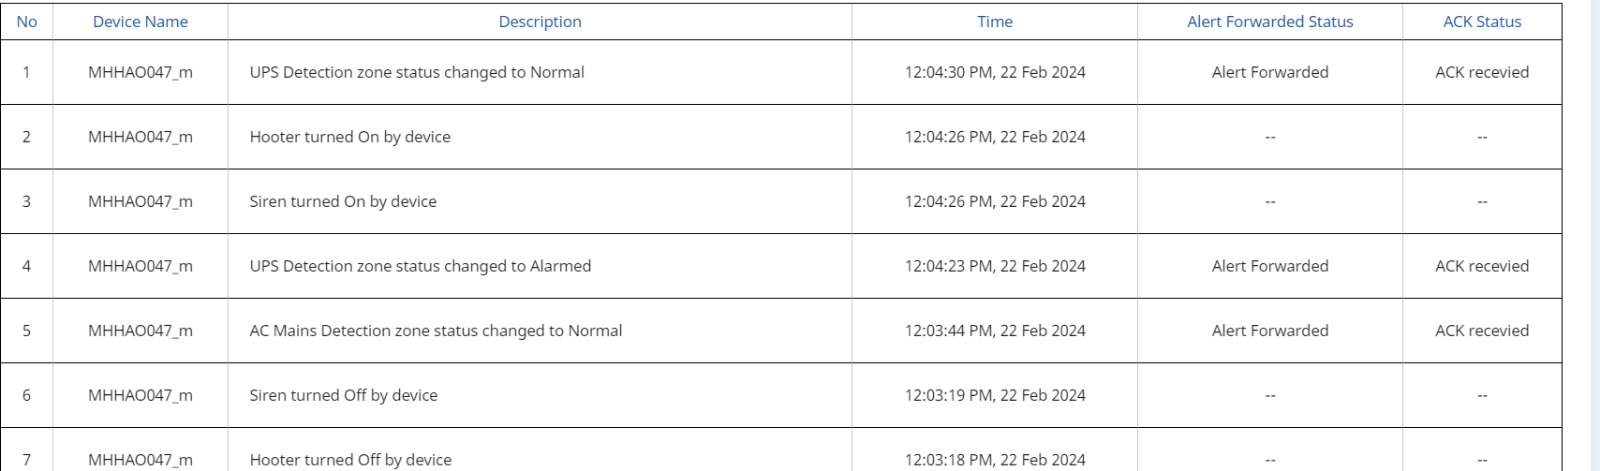 No Device Name Description Time Alert Forwarded Status ACK Status
1 MHHAO047_m UPS Detection zone status changed to Normal 12:04:30 PM, 22 Feb 2024 Alert Forwarded ACK recevied
2 MHHAO047_m Hooter turned On by device 12:04:26 PM, 22 Feb 2024 -- --
3 MHHAO047_m Siren turned On by device 12:04:26 PM, 22 Feb 2024 -- --
4 MHHAO047_m UPS Detection zone status changed to Alarmed 12:04:23 PM, 22 Feb 2024 Alert Forwarded ACK recevied
5 MHHAO047_m AC Mains Detection zone status changed to Normal 12:03:44 PM, 22 Feb 2024 Alert Forwarded ACK recevied
6 MHHAO047_m Siren turned Off by device 12:03:19 PM, 22 Feb 2024 -- --
7 MHHAO047_m Hooter turned Off by device 12:03:18 PM, 22 Feb 2024 -- --